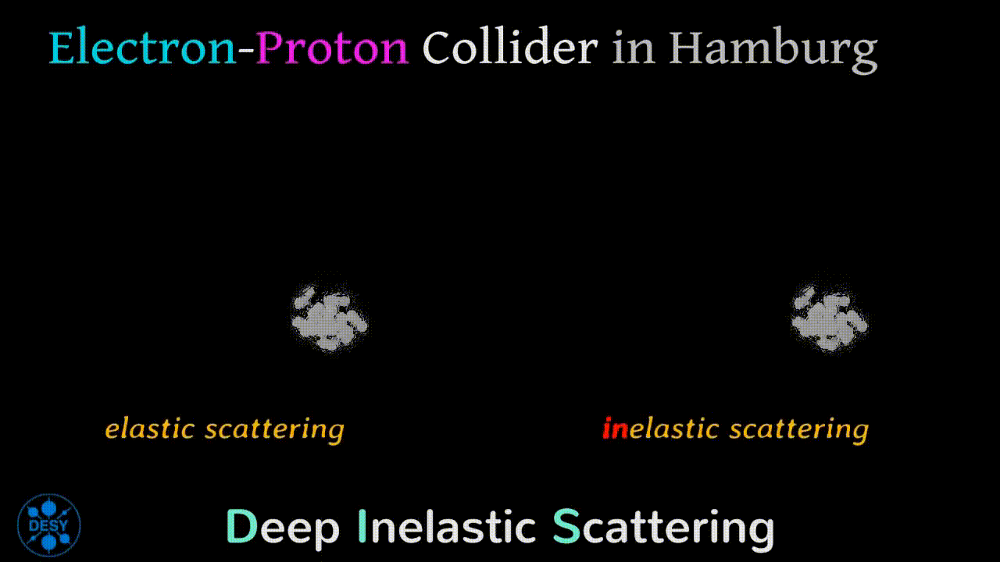 Electron-Proton Collider in Hamburg
elastic scattering
inelastic scattering
DESY
Deep Inelastic Scattering